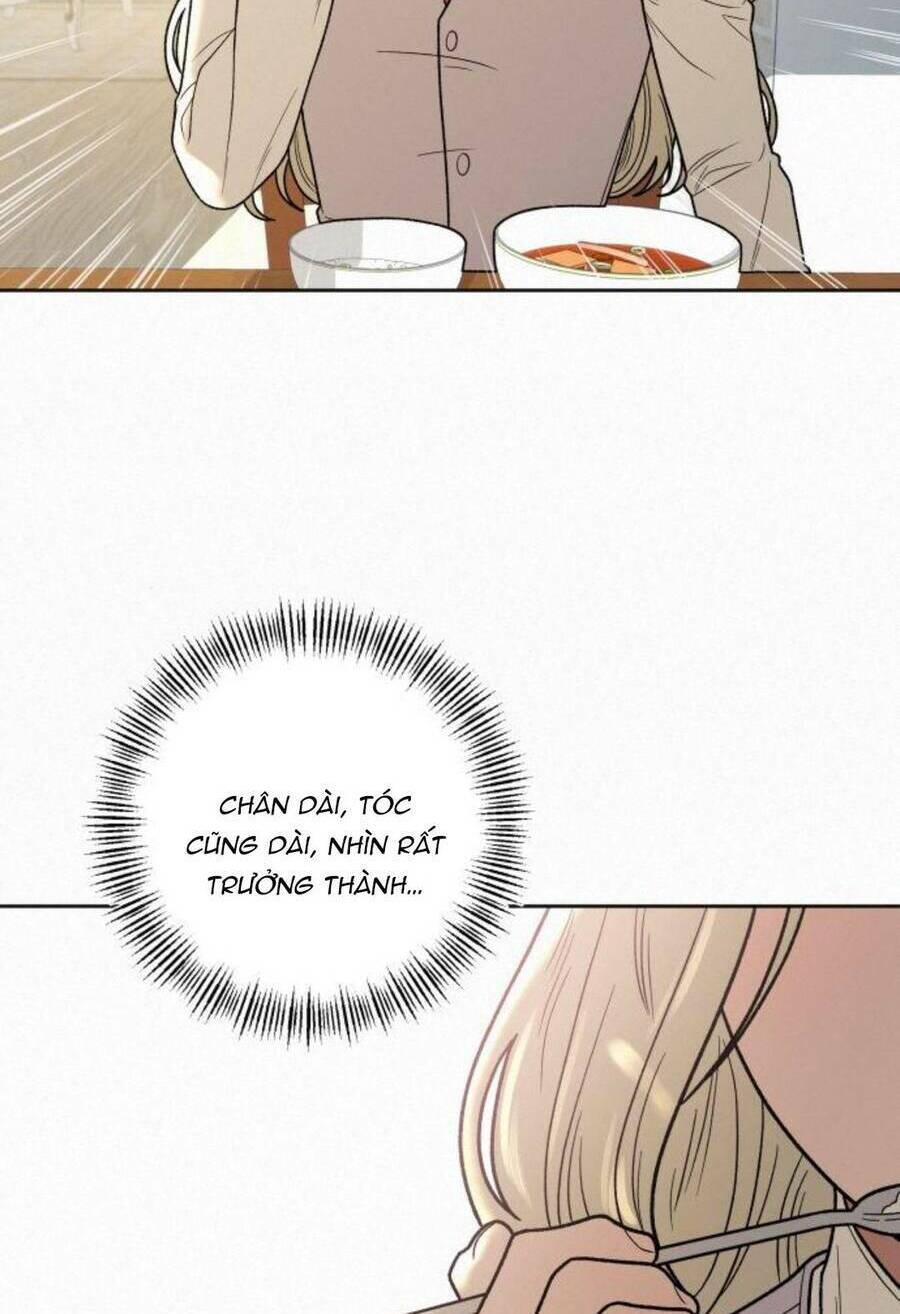 CHÂN DÀI, TÓC
CŨNG DÀI, NHÌN RẤT
TRƯỞNG THÀNH...